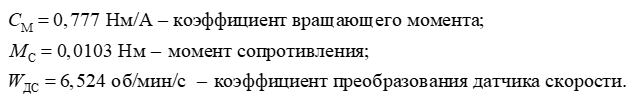 C_М = 0,777 Нм/А – коэффициент вращающего момента;
M_С = 0,0103 Нм – момент сопротивления;
W_ДС = 6,524 об/мин/с – коэффициент преобразования датчика скорости.